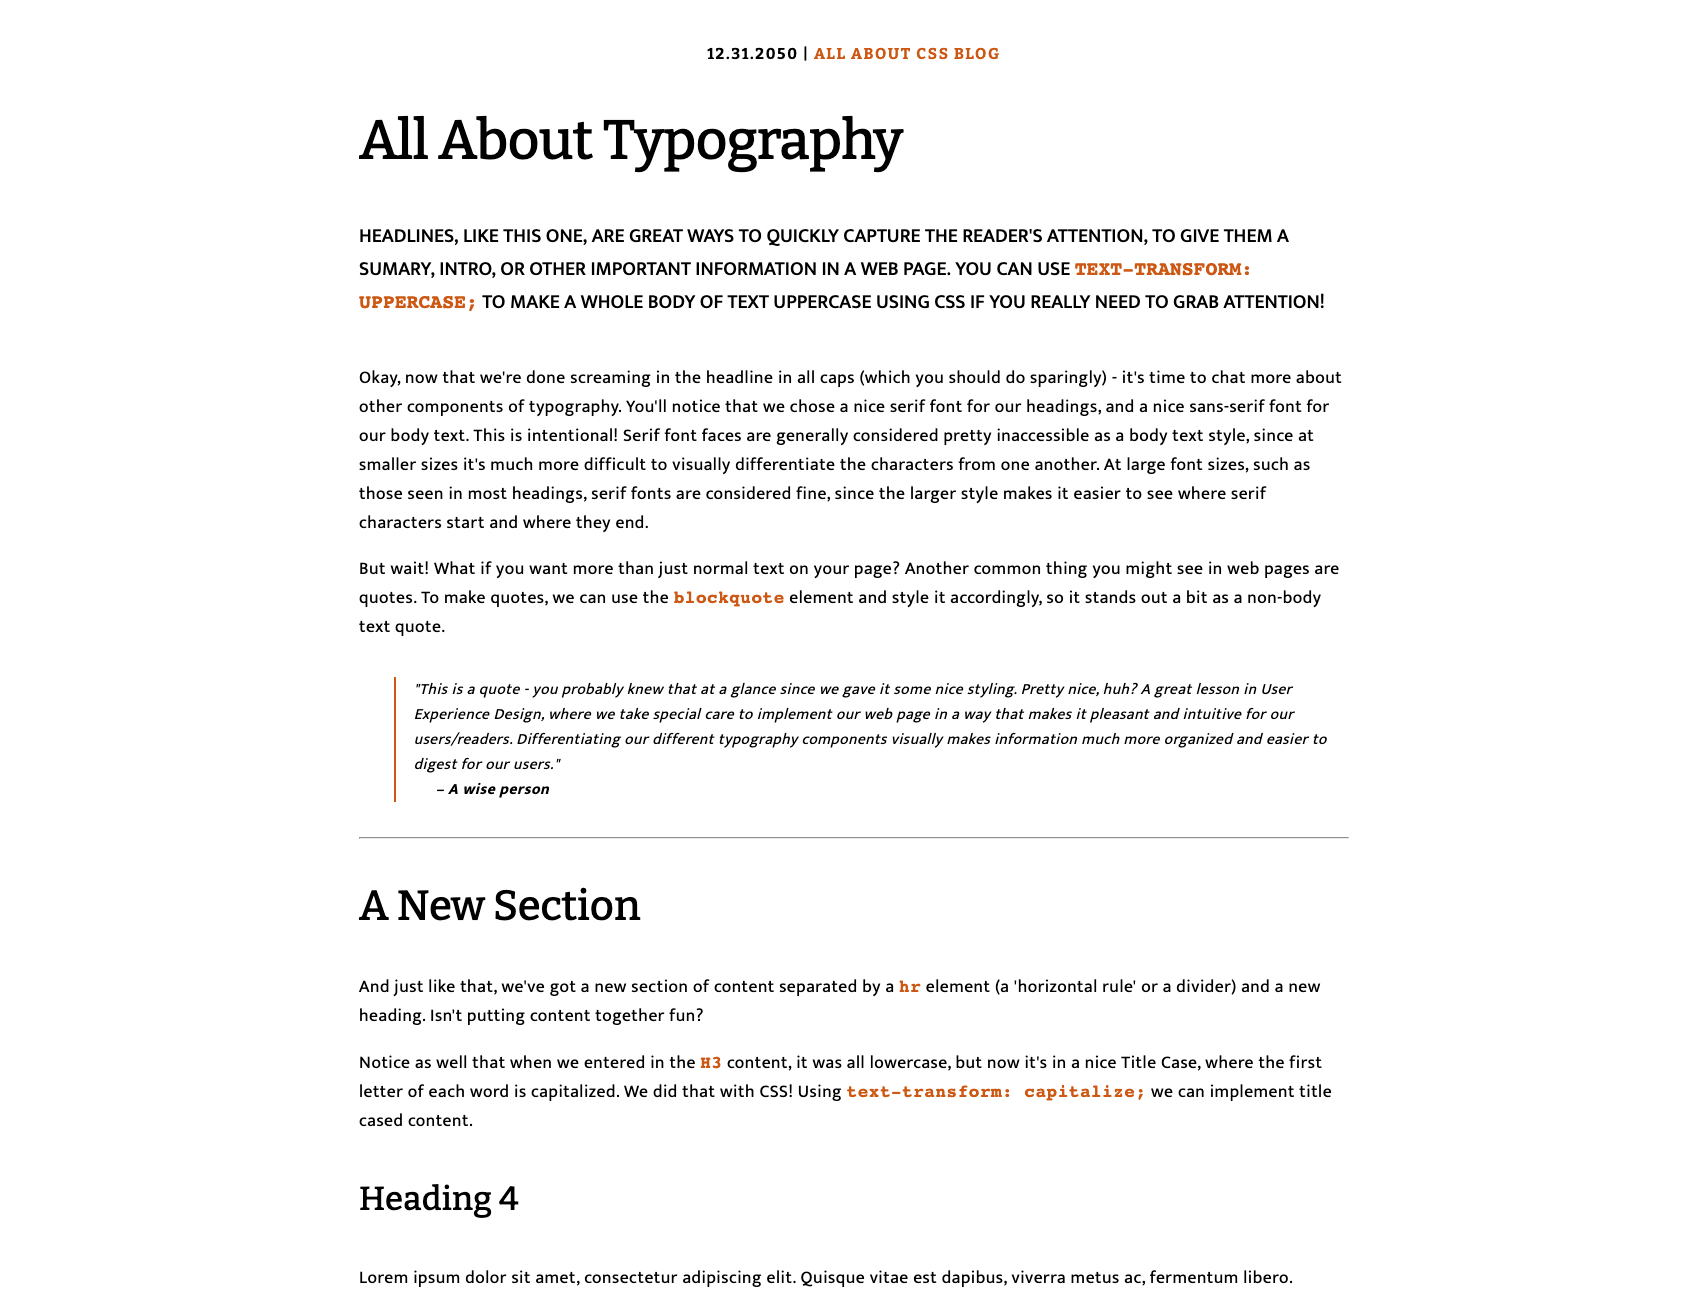 12.31.2050 | ALL ABOUT CSS BLOG
All About Typography
HEADLINES, LIKE THIS ONE, ARE GREAT WAYS TO QUICKLY CAPTURE THE READER'S ATTENTION, TO GIVE THEM A
SUMARY, INTRO, OR OTHER IMPORTANT INFORMATION IN A WEB PAGE. YOU CAN USE TEXT-TRANSFORM:
UPPERCASE; TO MAKE A WHOLE BODY OF TEXT UPPERCASE USING CSS IF YOU REALLY NEED TO GRAB ATTENTION!
Okay, now that we're done screaming in the headline in all caps (which you should do sparingly) - it's time to chat more about
other components of typography. You'll notice that we chose a nice serif font for our headings, and a nice sans-serif font for
our body text. This is intentional! Serif font faces are generally considered pretty inaccessible as a body text style, since at
smaller sizes it's much more difficult to visually differentiate the characters from one another. At large font sizes, such as
those seen in most headings, serif fonts are considered fine, since the larger style makes it easier to see where serif
characters start and where they end.
But wait! What if you want more than just normal text on your page? Another common thing you might see in web pages are
quotes. To make quotes, we can use the blockquote element and style it accordingly, so it stands out a bit as a non-body
text quote.
"This is a quote - you probably knew that at a glance since we gave it some nice styling. Pretty nice, huh? A great lesson in User
Experience Design, where we take special care to implement our web page in a way that makes it pleasant and intuitive for our
users/readers. Differentiating our different typography components visually makes information much more organized and easier to
digest for our users."
– A wise person
A New Section
And just like that, we've got a new section of content separated by a hr element (a 'horizontal rule' or a divider) and a new
heading. Isn't putting content together fun?
Notice as well that when we entered in the H3 content, it was all lowercase, but now it's in a nice Title Case, where the first
letter of each word is capitalized. We did that with CSS! Using text-transform: capitalize; we can implement title
cased content.
Heading 4
Lorem ipsum dolor sit amet, consectetur adipiscing elit. Quisque vitae est dapibus, viverra metus ac, fermentum libero.